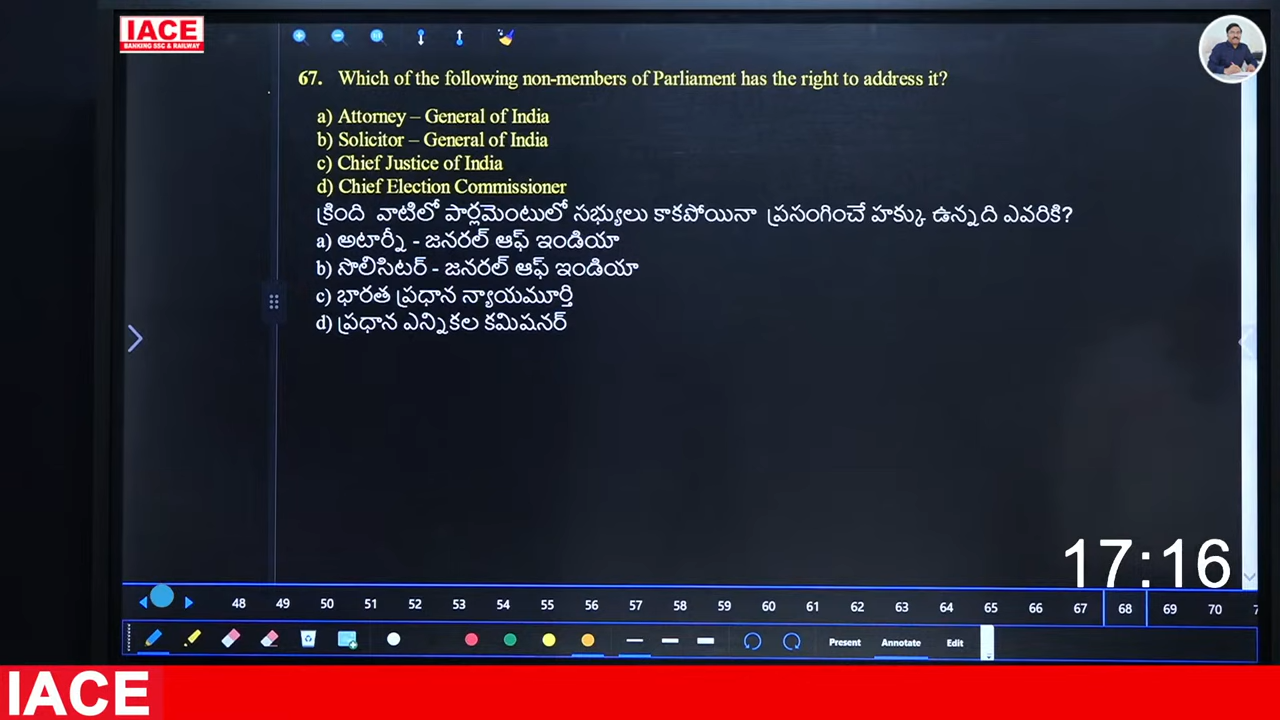 IACE
BANKING SSC & RAILWAY
67. Which of the following non-members of Parliament has the right to address it?
a) Attorney – General of India
b) Solicitor – General of India
c) Chief Justice of India
d) Chief Election Commissioner
క్రింది వాటిలో పార్లమెంటులో సభ్యులు కాకపోయినా ప్రసంగించే హక్కు ఉన్నది ఎవరికి?
a) అటార్నీ - జనరల్ ఆఫ్ ఇండియా
b) సొలిసిటర్ - జనరల్ ఆఫ్ ఇండియా
c) భారత ప్రధాన న్యాయమూర్తి
d) ప్రధాన ఎన్నికల కమిషనర్
17:16
48 49 50 51 52 53 54 55 56 57 58 59 60 61 62 63 64 65 66 67 68 69 70
Present Annotate Edit
IACE